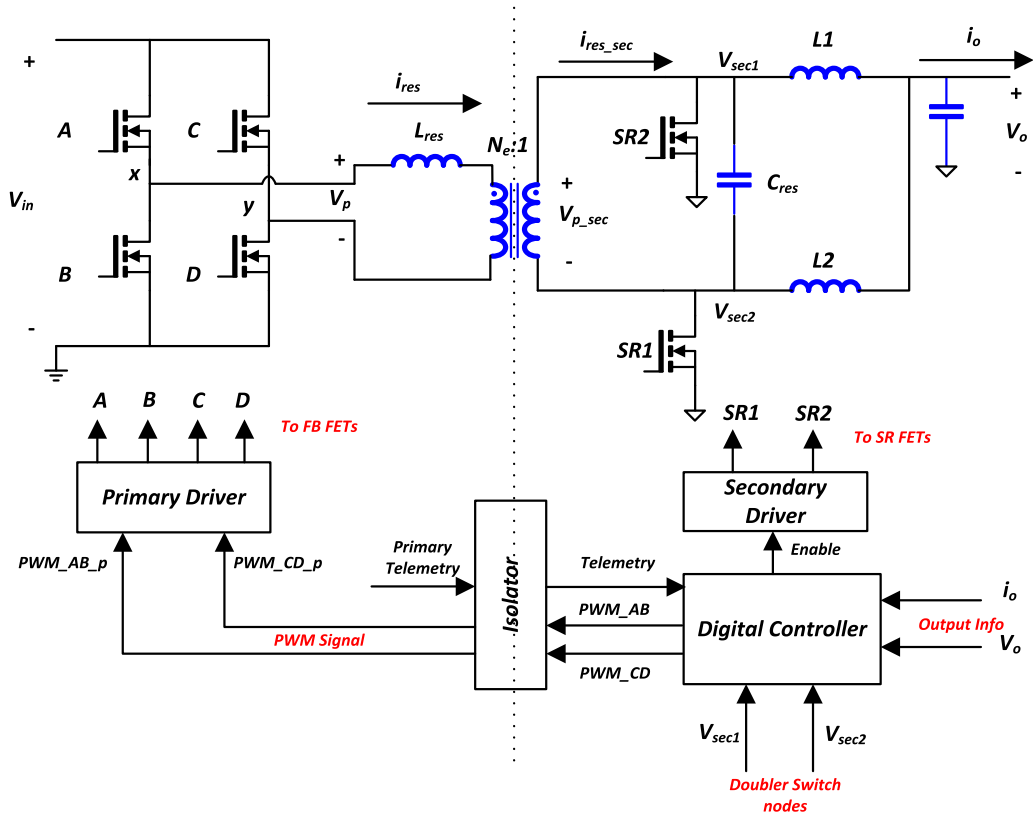 +
A
C
x
V_in
y
B
D
-
i_res
L_res
N_e:1
+
V_p
-
i_res_sec
V_sec1
L1
i_o
SR2
C_res
+
V_o
-
+
V_p_sec
-
L2
V_sec2
SR1
A
B
C
D
To FB FETs
Primary Driver
PWM_AB_p
PWM_CD_p
Primary
Telemetry
PWM Signal
Isolator
Telemetry
PWM_AB
PWM_CD
SR1
SR2
To SR FETs
Secondary
Driver
Enable
Digital Controller
i_o
Output Info
V_o
V_sec1
V_sec2
Doubler Switch
nodes